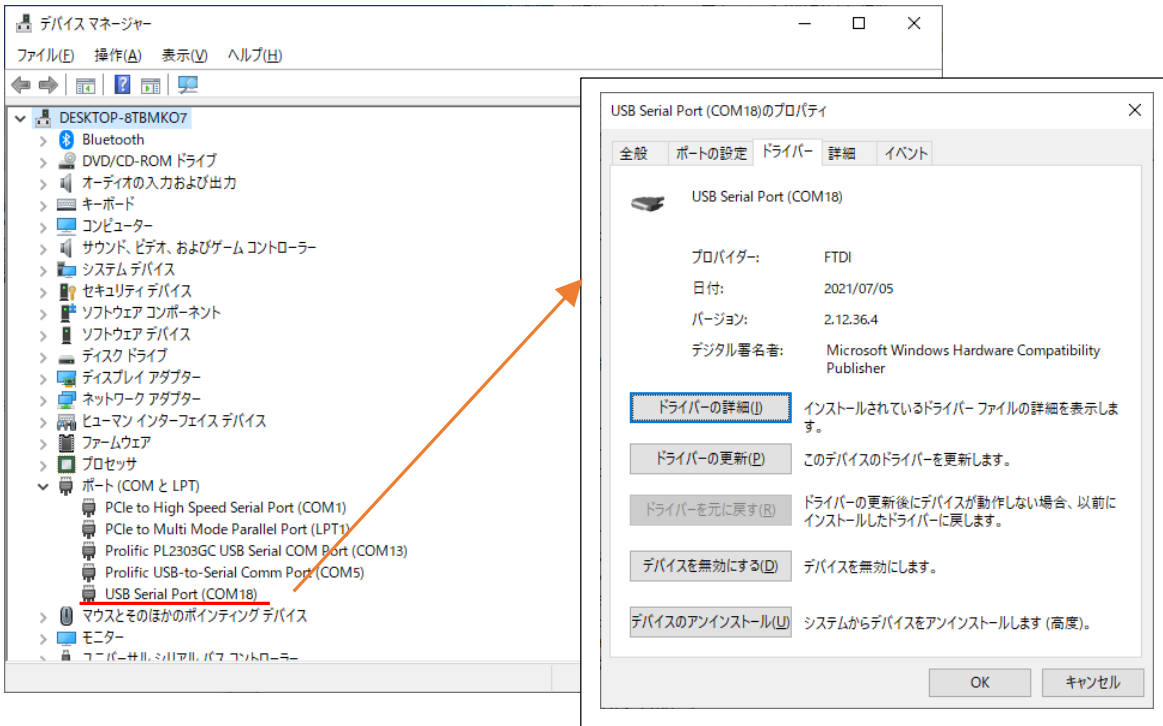 デバイス マネージャー
ファイル(F) 操作(A) 表示(V) ヘルプ(H)
DESKTOP-8TBMKO7
Bluetooth
DVD/CD-ROM ドライブ
オーディオの入力および出力
キーボード
コンピューター
サウンド、ビデオ、およびゲーム コントローラー
システム デバイス
セキュリティ デバイス
ソフトウェア コンポーネント
ソフトウェア デバイス
ディスク ドライブ
ディスプレイ アダプター
ネットワーク アダプター
ヒューマン インターフェイス デバイス
ファームウェア
プロセッサ
ポート (COM と LPT)
PCIe to High Speed Serial Port (COM1)
PCIe to Multi Mode Parallel Port (LPT1)
Prolific PL2303GC USB Serial COM Port (COM13)
Prolific USB-to-Serial Comm Port (COM5)
USB Serial Port (COM18)
マウスとそのほかのポインティング デバイス
モニター
ユニバーサル シリアル バス コントローラー
USB Serial Port (COM18)のプロパティ
全般 ポートの設定 ドライバー 詳細 イベント
USB Serial Port (COM18)
プロバイダー: FTDI
日付: 2021/07/05
バージョン: 2.12.36.4
デジタル署名者: Microsoft Windows Hardware Compatibility
Publisher
ドライバーの詳細(I) インストールされているドライバー ファイルの詳細を表示しま
す。
ドライバーの更新(P) このデバイスのドライバーを更新します。
ドライバーを元に戻す(R) ドライバーの更新後にデバイスが動作しない場合、以前に
インストールしたドライバーに戻します。
デバイスを無効にする(D) デバイスを無効にします。
デバイスのアンインストール(U) システムからデバイスをアンインストールします (高度)。
OK キャンセル